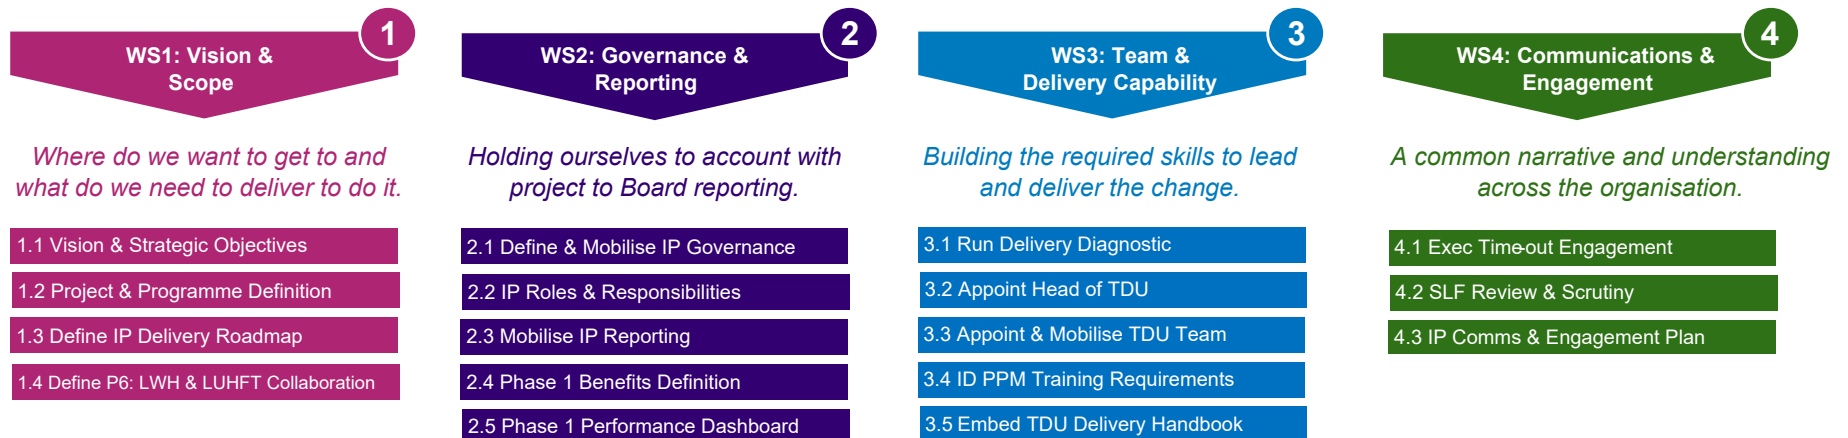 1
WS1: Vision &
Scope
Where do we want to get to and
what do we need to deliver to do it.
1.1 Vision & Strategic Objectives
1.2 Project & Programme Definition
1.3 Define IP Delivery Roadmap
1.4 Define P6: LWH & LUHFT Collaboration
2
WS2: Governance &
Reporting
Holding ourselves to account with
project to Board reporting.
2.1 Define & Mobilise IP Governance
2.2 IP Roles & Responsibilities
2.3 Mobilise IP Reporting
2.4 Phase 1 Benefits Definition
2.5 Phase 1 Performance Dashboard
3
WS3: Team &
Delivery Capability
Building the required skills to lead
and deliver the change.
3.1 Run Delivery Diagnostic
3.2 Appoint Head of TDU
3.3 Appoint & Mobilise TDU Team
3.4 ID PPM Training Requirements
3.5 Embed TDU Delivery Handbook
4
WS4: Communications &
Engagement
A common narrative and understanding
across the organisation.
4.1 Exec Time-out Engagement
4.2 SLF Review & Scrutiny
4.3 IP Comms & Engagement Plan